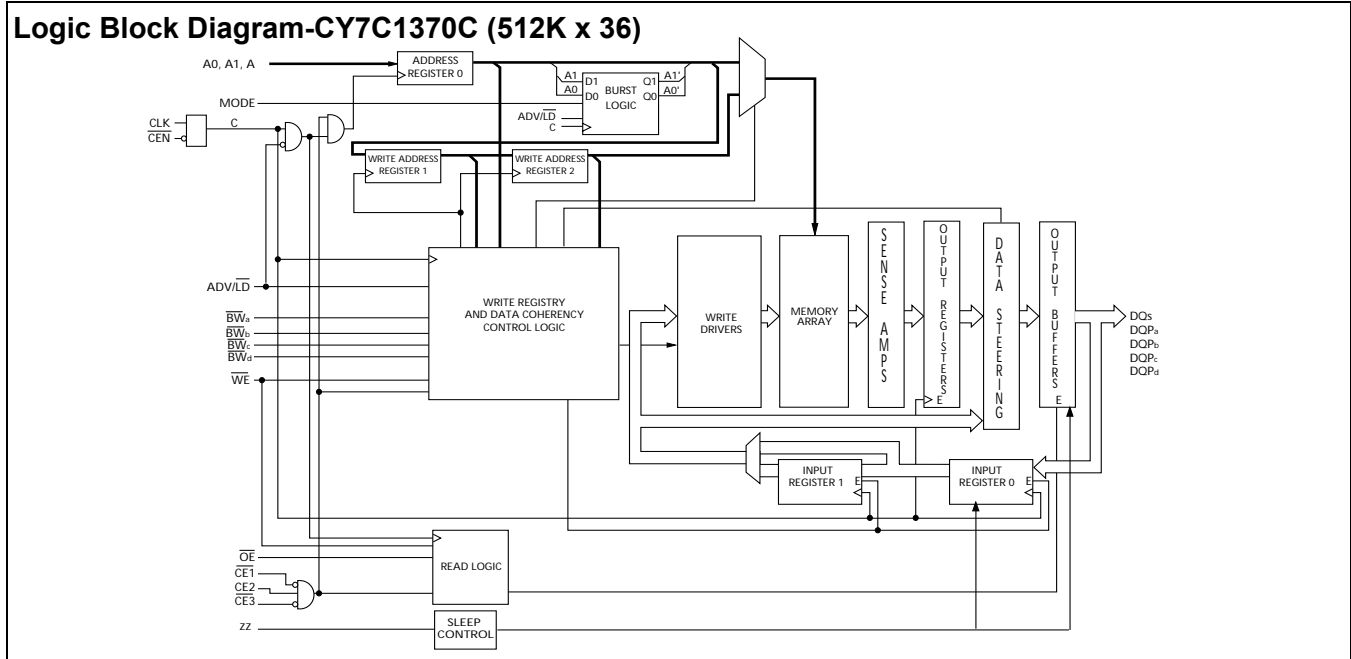 Logic Block Diagram-CY7C1370C (512K x 36)
A0, A1, A
ADDRESS
REGISTER 0
A1
A0
D1
D0
BURST
LOGIC
Q1
Q0
A1'
A0'
MODE
ADV/LD
C
CLK
CEN
C
WRITE ADDRESS
REGISTER 1
WRITE ADDRESS
REGISTER 2
ADV/LD
BWa
BWb
BWc
BWd
WE
WRITE REGISTRY
AND DATA COHERENCY
CONTROL LOGIC
WRITE
DRIVERS
MEMORY
ARRAY
SENSE AMPS
OUTPUT REGISTERS
E
DATA STEERING
OUTPUT BUFFERS
E
DQs
DQPa
DQPb
DQPc
DQPd
INPUT
REGISTER 1
E
INPUT
REGISTER 0
E
OE
CE1
CE2
CE3
READ LOGIC
ZZ
SLEEP
CONTROL